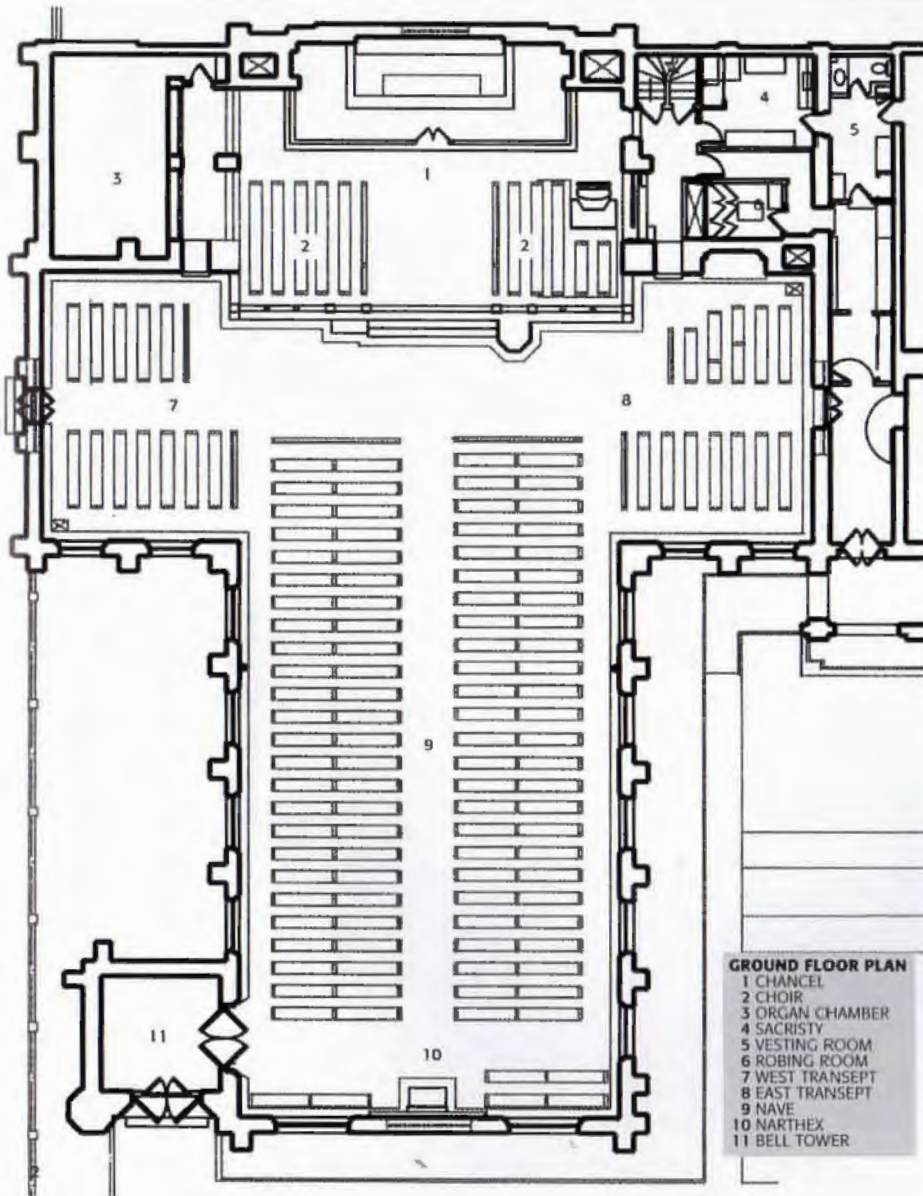 3
1
4
5
2
2
6
7
8
9
10
11
GROUND FLOOR PLAN
1 CHANCEL
2 CHOIR
3 ORGAN CHAMBER
4 SACRISTY
5 VESTING ROOM
6 ROBING ROOM
7 WEST TRANSEPT
8 EAST TRANSEPT
9 NAVE
10 NARTHEX
11 BELL TOWER